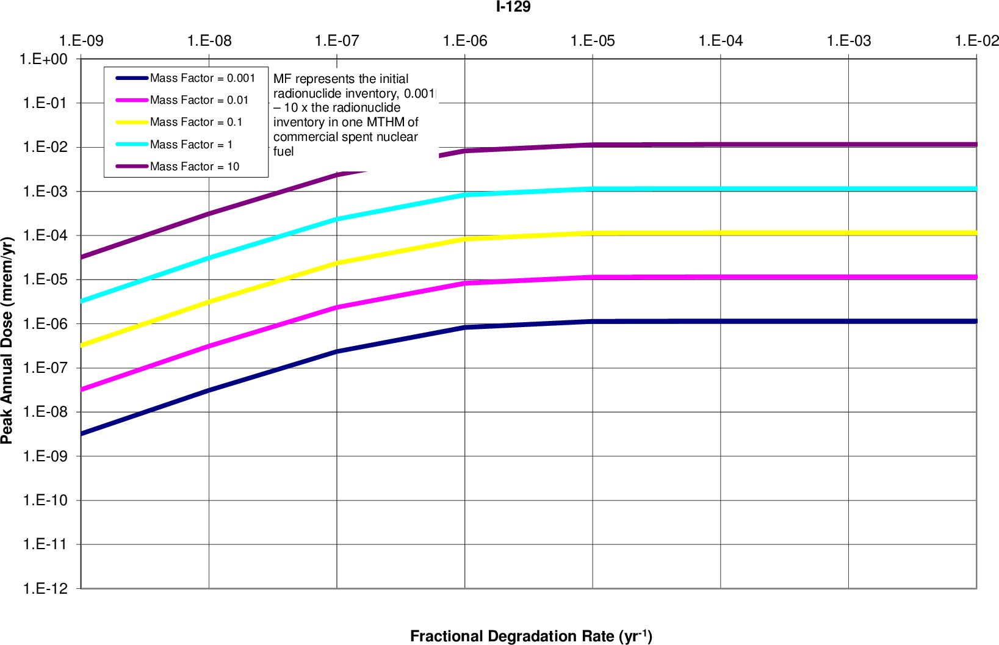 I-129
1.E-09 1.E-08 1.E-07 1.E-06 1.E-05 1.E-04 1.E-03 1.E-02
1.E+00
1.E-01
1.E-02
1.E-03
1.E-04
1.E-05
1.E-06
1.E-07
1.E-08
1.E-09
1.E-10
1.E-11
1.E-12
Mass Factor = 0.001
Mass Factor = 0.01
Mass Factor = 0.1
Mass Factor = 1
Mass Factor = 10
MF represents the initial
radionuclide inventory, 0.001
– 10 x the radionuclide
inventory in one MTHM of
commercial spent nuclear
fuel
Peak Annual Dose (mrem/yr)
Fractional Degradation Rate (yr⁻¹)